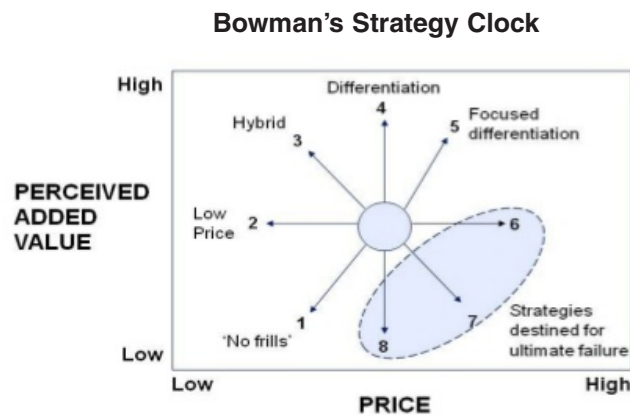 Bowman's Strategy Clock
High
Differentiation
4
Focused
5
differentiation
Hybrid
3
PERCEIVED
ADDED
VALUE
Low
Price
2
6
1
'No frills'
7
8
Strategies
destined for
ultimate failure
Low
Low
High
PRICE